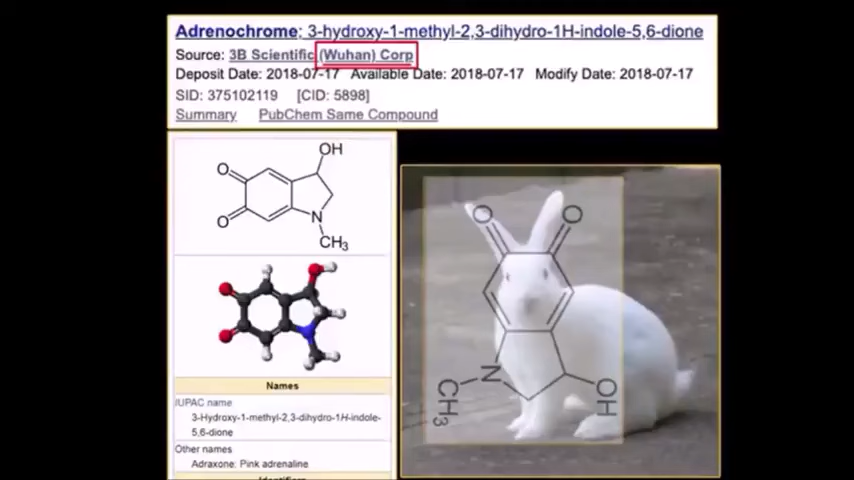 Adrenochrome: 3-hydroxy-1-methyl-2,3-dihydro-1H-indole-5,6-dione
Source: 3B Scientific (Wuhan) Corp
Deposit Date: 2018-07-17 Available Date: 2018-07-17 Modify Date: 2018-07-17
SID: 375102119 [CID: 5898]
Summary PubChem Same Compound
OH
O
O
N
CH3
Names
IUPAC name
3-Hydroxy-1-methyl-2,3-dihydro-1H-indole-
5,6-dione
Other names
Adraxone; Pink adrenaline
Identifiers
O
O
N
CH3
OH